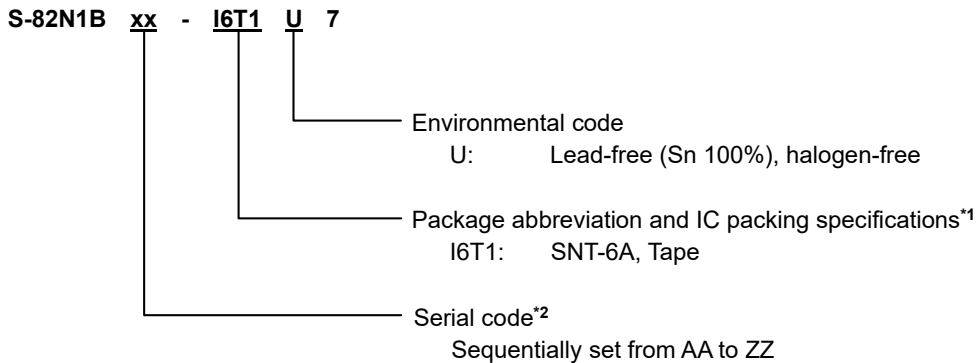 S-82N1B xx - I6T1 U 7
Environmental code
U: Lead-free (Sn 100%), halogen-free
Package abbreviation and IC packing specifications*1
I6T1: SNT-6A, Tape
Serial code*2
Sequentially set from AA to ZZ